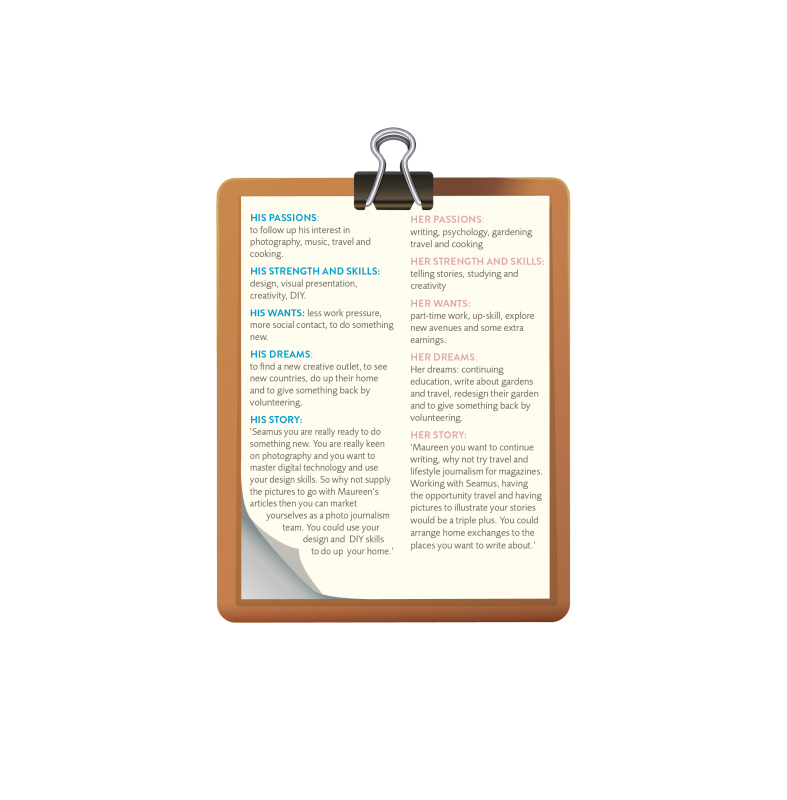 HIS PASSIONS:
to follow up his interest in
photography, music, travel and
cooking.
HIS STRENGTH AND SKILLS:
design, visual presentation,
creativity, DIY.
HIS WANTS: less work pressure,
more social contact, to do something
new.
HIS DREAMS:
to find a new creative outlet, to see
new countries, do up their home
and to give something back by
volunteering.
HIS STORY:
'Seamus you are really ready to do
something new. You are really keen
on photography and you want to
master digital technology and use
your design skills. So why not supply
the pictures to go with Maureen's
articles then you can market
yourselves as a photo journalism
team. You could use your
design and DIY skills
to do up your home.'
HER PASSIONS:
writing, psychology, gardening
travel and cooking
HER STRENGTH AND SKILLS:
telling stories, studying and
creativity
HER WANTS:
part-time work, up-skill, explore
new avenues and some extra
earnings.
HER DREAMS:
Her dreams: continuing
education, write about gardens
and travel, redesign their garden
and to give something back by
volunteering.
HER STORY:
'Maureen you want to continue
writing, why not try travel and
lifestyle journalism for magazines.
Working with Seamus, having
the opportunity travel and having
pictures to illustrate your stories
would be a triple plus. You could
arrange home exchanges to the
places you want to write about.'